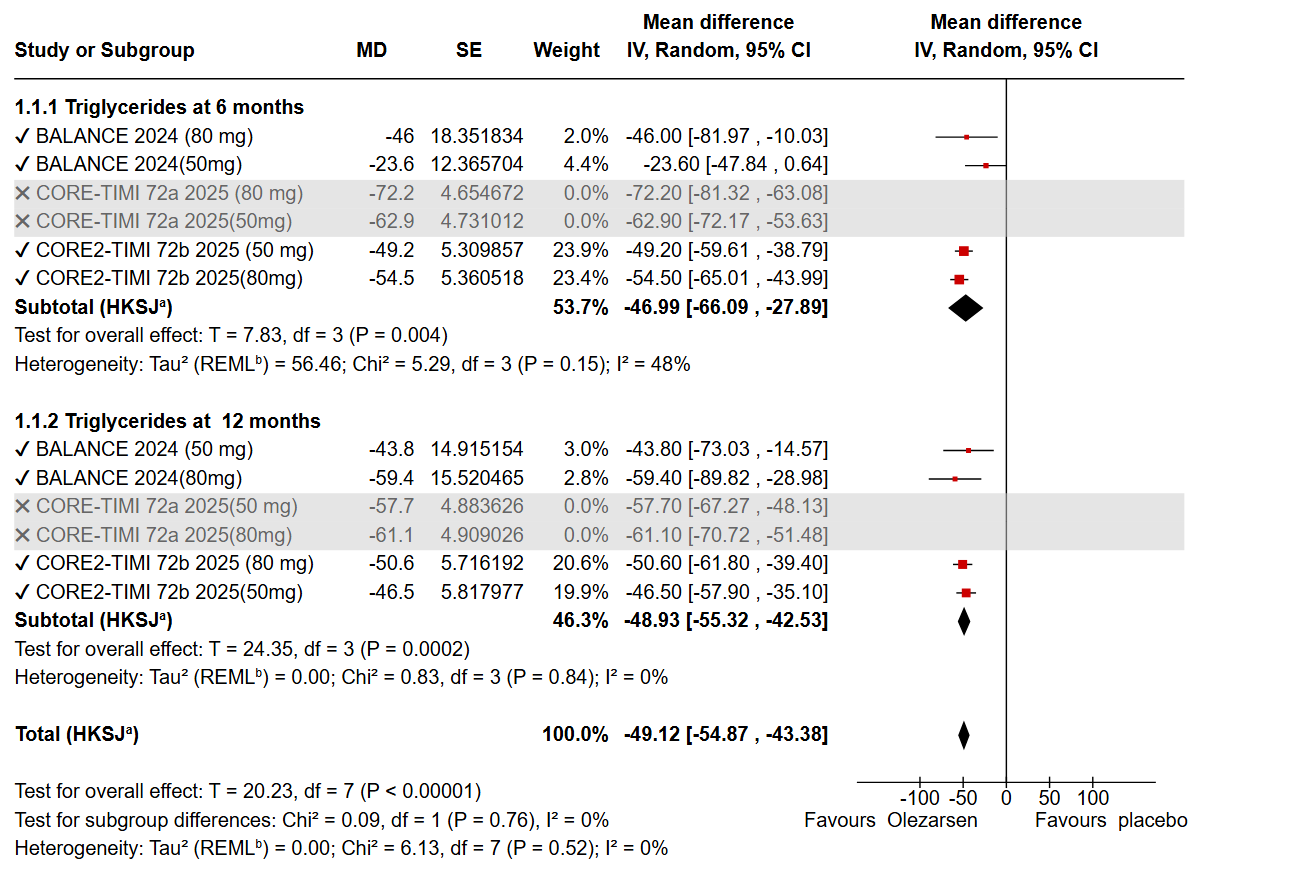 Mean difference Mean difference
Study or Subgroup MD SE Weight IV, Random, 95% CI IV, Random, 95% CI
1.1.1 Triglycerides at 6 months
✓ BALANCE 2024 (80 mg) -46 18.351834 2.0% -46.00 [-81.97 , -10.03]
✓ BALANCE 2024(50mg) -23.6 12.365704 4.4% -23.60 [-47.84 , 0.64]
✕ CORE-TIMI 72a 2025 (80 mg) -72.2 4.654672 0.0% -72.20 [-81.32 , -63.08]
✕ CORE-TIMI 72a 2025(50mg) -62.9 4.731012 0.0% -62.90 [-72.17 , -53.63]
✓ CORE2-TIMI 72b 2025 (50 mg) -49.2 5.309857 23.9% -49.20 [-59.61 , -38.79]
✓ CORE2-TIMI 72b 2025(80mg) -54.5 5.360518 23.4% -54.50 [-65.01 , -43.99]
Subtotal (HKSJᵃ) 53.7% -46.99 [-66.09 , -27.89]
Test for overall effect: T = 7.83, df = 3 (P = 0.004)
Heterogeneity: Tau² (REMLᵇ) = 56.46; Chi² = 5.29, df = 3 (P = 0.15); I² = 48%
1.1.2 Triglycerides at 12 months
✓ BALANCE 2024 (50 mg) -43.8 14.915154 3.0% -43.80 [-73.03 , -14.57]
✓ BALANCE 2024(80mg) -59.4 15.520465 2.8% -59.40 [-89.82 , -28.98]
✕ CORE-TIMI 72a 2025(50 mg) -57.7 4.883626 0.0% -57.70 [-67.27 , -48.13]
✕ CORE-TIMI 72a 2025(80mg) -61.1 4.909026 0.0% -61.10 [-70.72 , -51.48]
✓ CORE2-TIMI 72b 2025 (80 mg) -50.6 5.716192 20.6% -50.60 [-61.80 , -39.40]
✓ CORE2-TIMI 72b 2025(50mg) -46.5 5.817977 19.9% -46.50 [-57.90 , -35.10]
Subtotal (HKSJᵃ) 46.3% -48.93 [-55.32 , -42.53]
Test for overall effect: T = 24.35, df = 3 (P = 0.0002)
Heterogeneity: Tau² (REMLᵇ) = 0.00; Chi² = 0.83, df = 3 (P = 0.84); I² = 0%
Total (HKSJᵃ) 100.0% -49.12 [-54.87 , -43.38]
Test for overall effect: T = 20.23, df = 7 (P < 0.00001)
-100 -50 0 50 100
Test for subgroup differences: Chi² = 0.09, df = 1 (P = 0.76), I² = 0%
Favours Olezarsen Favours placebo
Heterogeneity: Tau² (REMLᵇ) = 0.00; Chi² = 6.13, df = 7 (P = 0.52); I² = 0%